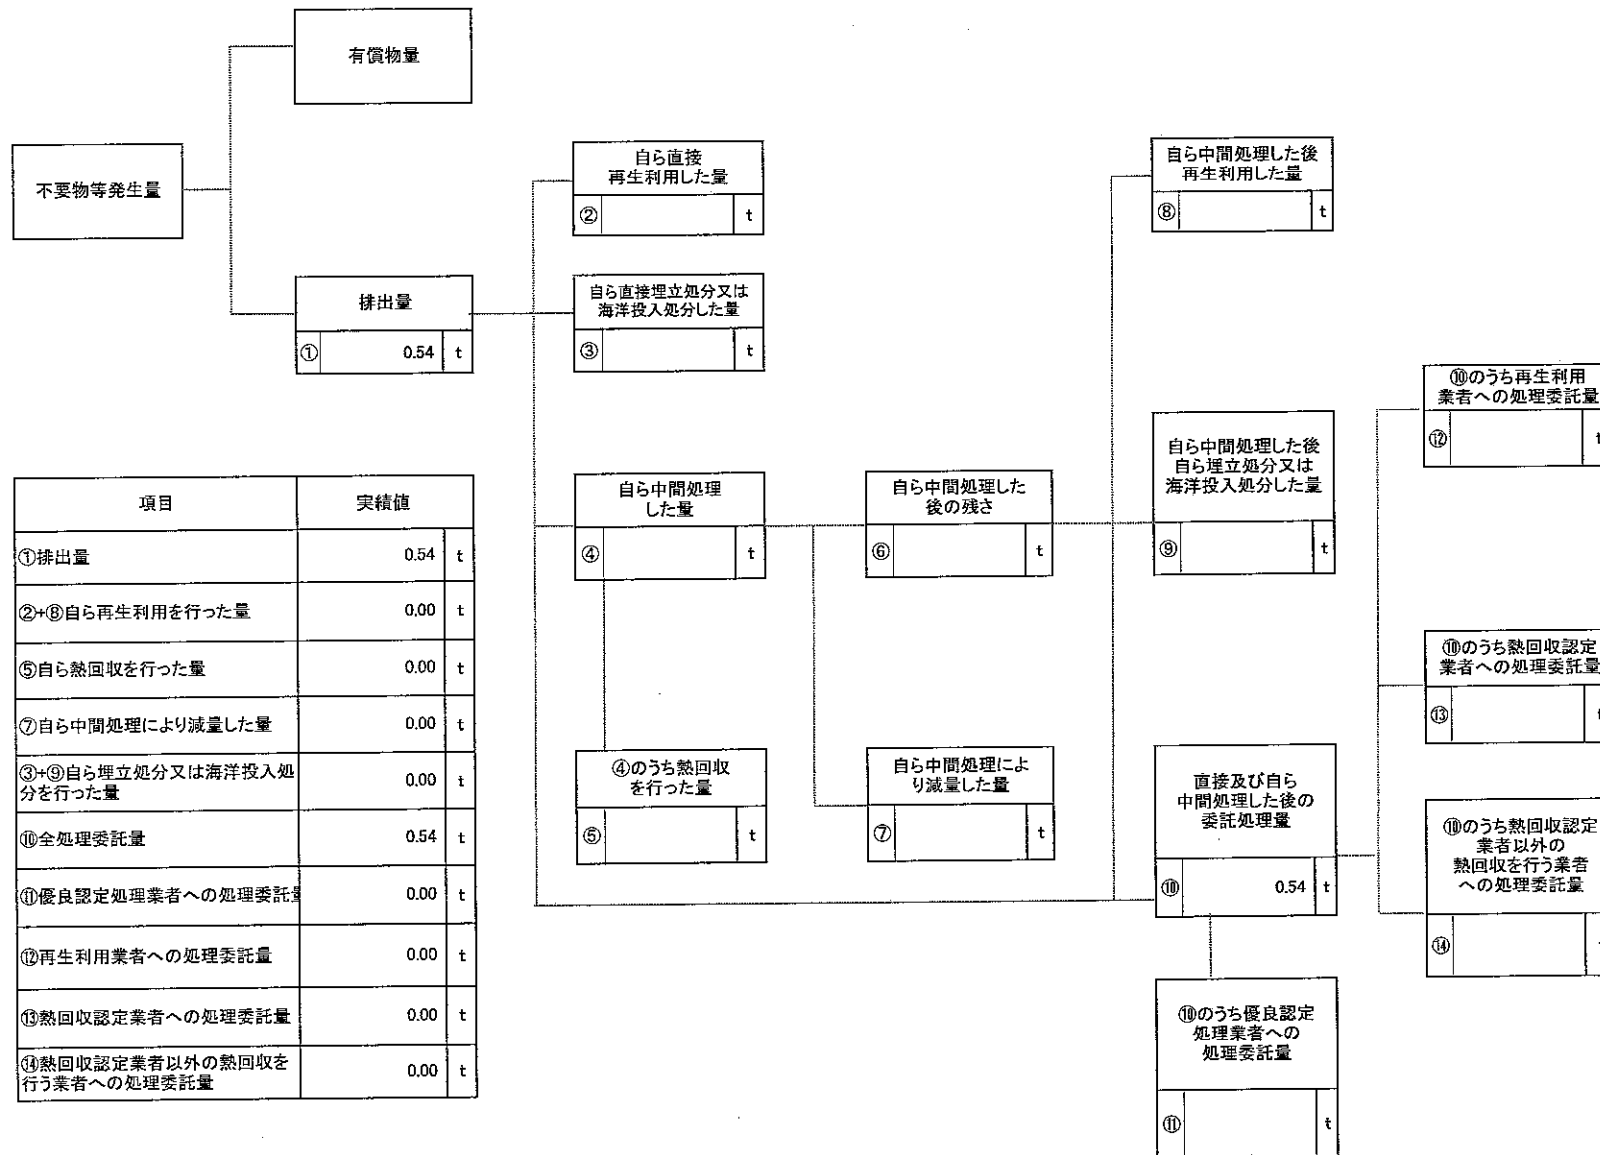 有償物量
不要物等発生量
排出量
① 0.54 t
自ら直接
再生利用した量
② t
自ら直接埋立処分又は
海洋投入処分した量
③ t
自ら中間処理
した量
④ t
④のうち熱回収
を行った量
⑤ t
自ら中間処理した
後の残さ
⑥ t
自ら中間処理によ
り減量した量
⑦ t
自ら中間処理した後
再生利用した量
⑧ t
自ら中間処理した後
自ら埋立処分又は
海洋投入処分した量
⑨ t
直接及び自ら
中間処理した後の
委託処理量
⑩ 0.54 t
⑩のうち優良認定
処理業者への
処理委託量
⑪ t
⑩のうち再生利用
業者への処理委託量
⑫ t
⑩のうち熱回収認定
業者への処理委託量
⑬
⑩のうち熱回収認定
業者以外の
熱回収を行う業者
への処理委託量
⑭
項目 実績値
①排出量 0.54 t
②+⑧自ら再生利用を行った量 0.00 t
⑤自ら熱回収を行った量 0.00 t
⑦自ら中間処理により減量した量 0.00 t
③+⑨自ら埋立処分又は海洋投入処
分を行った量 0.00 t
⑩全処理委託量 0.54 t
⑪優良認定処理業者への処理委託量 0.00 t
⑫再生利用業者への処理委託量 0.00 t
⑬熱回収認定業者への処理委託量 0.00 t
⑭熱回収認定業者以外の熱回収を
行う業者への処理委託量 0.00 t